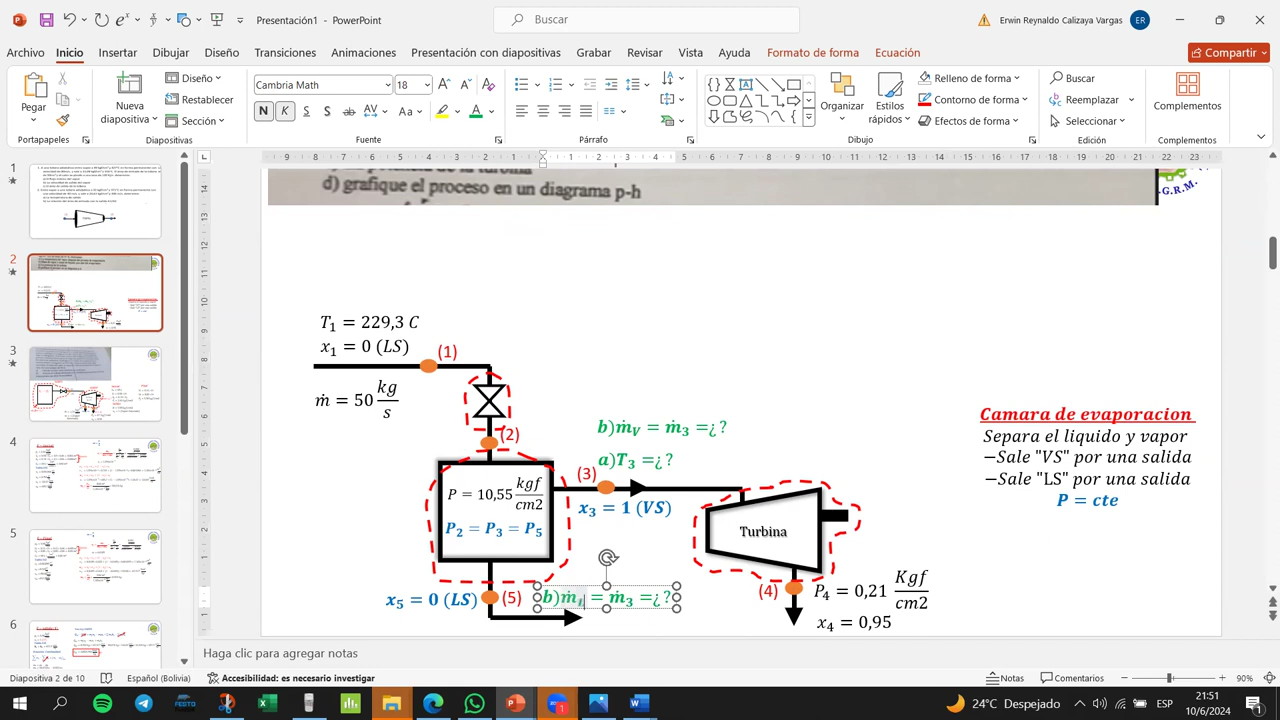 Presentación1 - PowerPoint
Buscar
Erwin Reynaldo Calizaya Vargas
ER
Archivo
Inicio
Insertar
Dibujar
Diseño
Transiciones
Animaciones
Presentación con diapositivas
Grabar
Revisar
Vista
Ayuda
Formato de forma
Ecuación
Compartir
Pegar
Portapapeles
Nueva diapositiva
Diseño
Restablecer
Sección
Diapositivas
Cambria Math
18
N K S S ab AV Aa A
Fuente
Párrafo
Organizar
Estilos rápidos
Relleno de forma
Contorno de forma
Efectos de forma
Dibujo
Buscar
Reemplazar
Seleccionar
Edición
Complementos
Complementos
fique el proceso en un diagrama p-h
G.R.M.
T₁ = 229,3 C
x₁ = 0 (LS)
(1)
ṁ = 50 kg/s
(2)
b)ṁV = ṁ₃ =¿?
a)T₃ =¿?
(3)
P = 10,55 kgf/cm2
P₂ = P₃ = P₅
x₃ = 1 (VS)
Turbina
x₅ = 0 (LS)
(5)
= ṁ₃ =¿?
(4)
P₄ = 0,21 Kgf/cm2
x₄ = 0,95
Camara de evaporacion
Separa el liquido y vapor
−Sale "VS" por una salida
−Sale "LS" por una salida
P = cte
Haga clic para agregar notas
Diapositiva 2 de 10
Español (Bolivia)
Accesibilidad: es necesario investigar
Notas
Comentarios
90%
24°C Despejado
ESP
21:51
10/6/2024